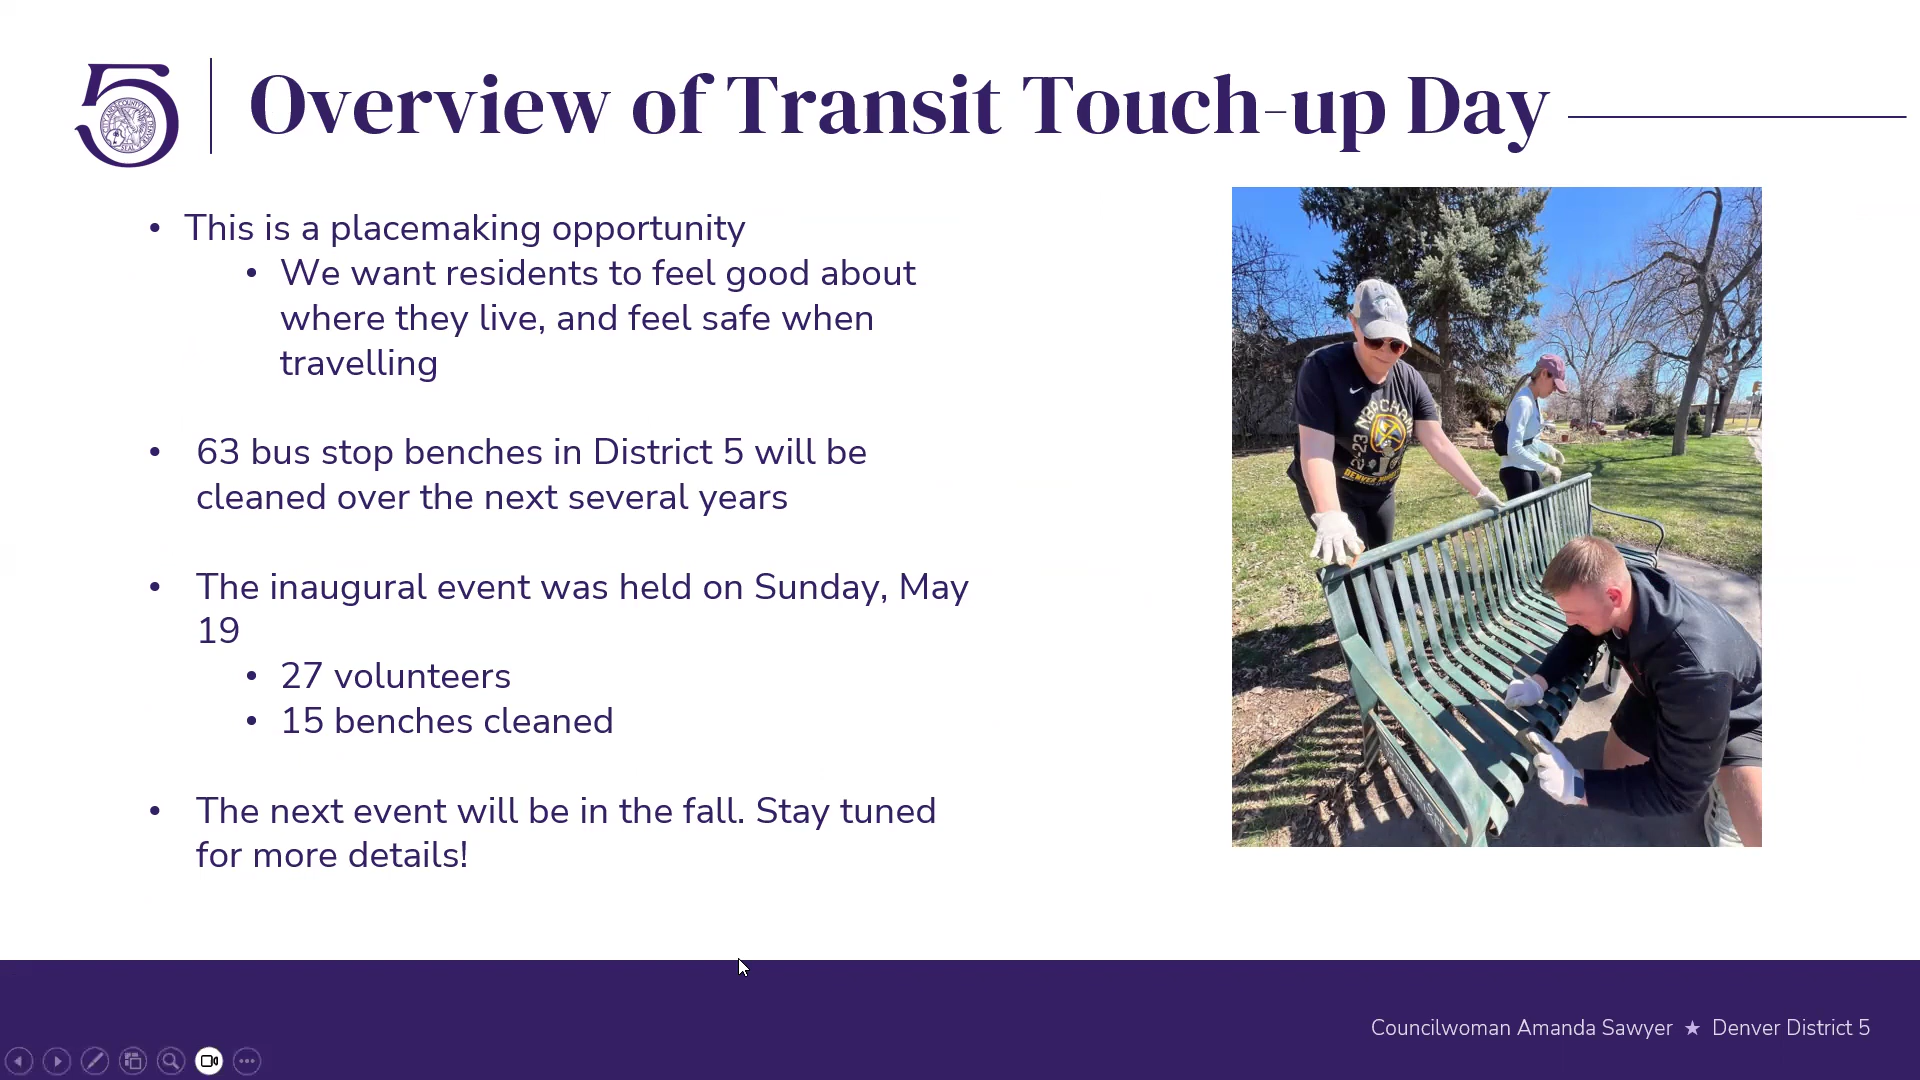 5
Overview of Transit Touch-up Day
• This is a placemaking opportunity
• We want residents to feel good about
where they live, and feel safe when
travelling
• 63 bus stop benches in District 5 will be
cleaned over the next several years
• The inaugural event was held on Sunday, May
19
• 27 volunteers
• 15 benches cleaned
• The next event will be in the fall. Stay tuned
for more details!
Councilwoman Amanda Sawyer ★ Denver District 5